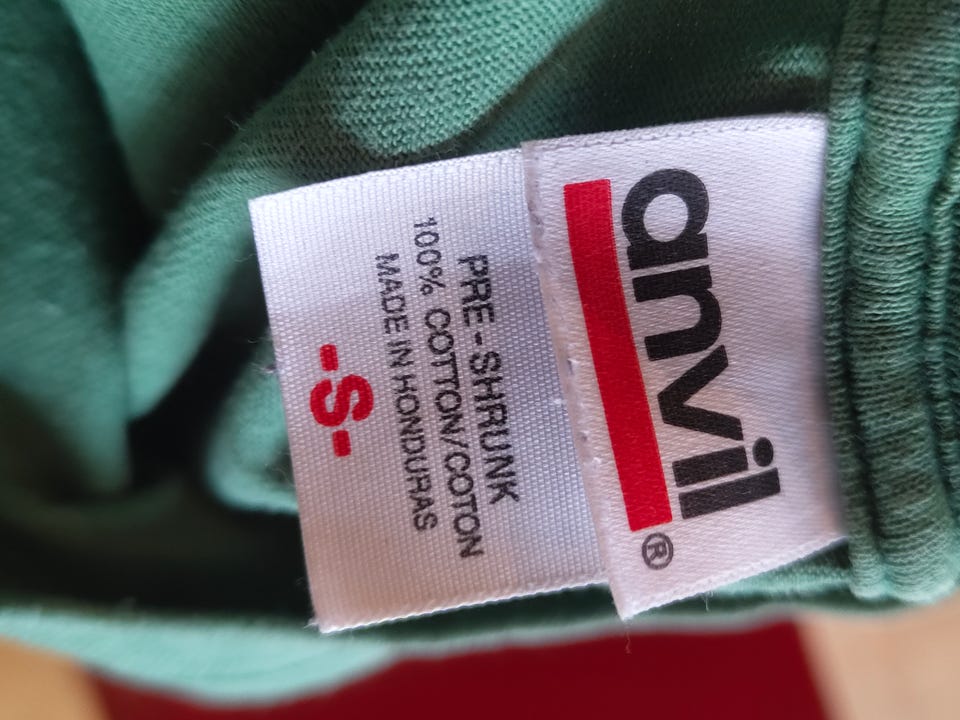 anvil®
PRE-SHRUNK
100% COTTON/COTON
MADE IN HONDURAS
-S-